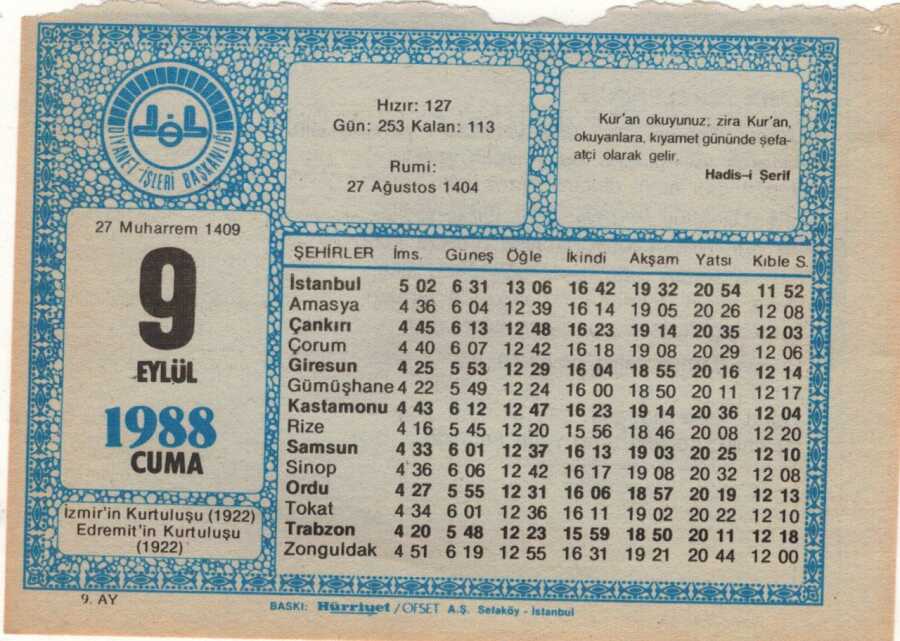 DİYANET İŞLERİ BAŞKANLIĞI
Hızır: 127
Gün: 253 Kalan: 113
Rumi:
27 Ağustos 1404
Kur'an okuyunuz; zira Kur'an,
okuyanlara, kıyamet gününde şefa-
atçi olarak gelir.
Hadis-i Şerif
27 Muharrem 1409
9
EYLÜL
1988
CUMA
İzmir'in Kurtuluşu (1922)
Edremit'in Kurtuluşu
(1922)
ŞEHİRLER İms. Güneş Öğle İkindi Akşam Yatsı Kıble S.
İstanbul 5 02 6 31 13 06 16 42 19 32 20 54 11 52
Amasya 4 36 6 04 12 39 16 14 19 05 20 26 12 08
Çankırı 4 45 6 13 12 48 16 23 19 14 20 35 12 03
Çorum 4 40 6 07 12 42 16 18 19 08 20 29 12 06
Giresun 4 25 5 53 12 29 16 04 18 55 20 16 12 14
Gümüşhane 4 22 5 49 12 24 16 00 18 50 20 11 12 17
Kastamonu 4 43 6 12 12 47 16 23 19 14 20 36 12 04
Rize 4 16 5 45 12 20 15 56 18 46 20 08 12 20
Samsun 4 33 6 01 12 37 16 13 19 03 20 25 12 10
Sinop 4 36 6 06 12 42 16 17 19 08 20 32 12 08
Ordu 4 27 5 55 12 31 16 06 18 57 20 19 12 13
Tokat 4 34 6 01 12 36 16 11 19 02 20 22 12 10
Trabzon 4 20 5 48 12 23 15 59 18 50 20 11 12 18
Zonguldak 4 51 6 19 12 55 16 31 19 21 20 44 12 00
9. AY
BASKI: Hürriyet / OFSET A.Ş. Sefaköy - İstanbul